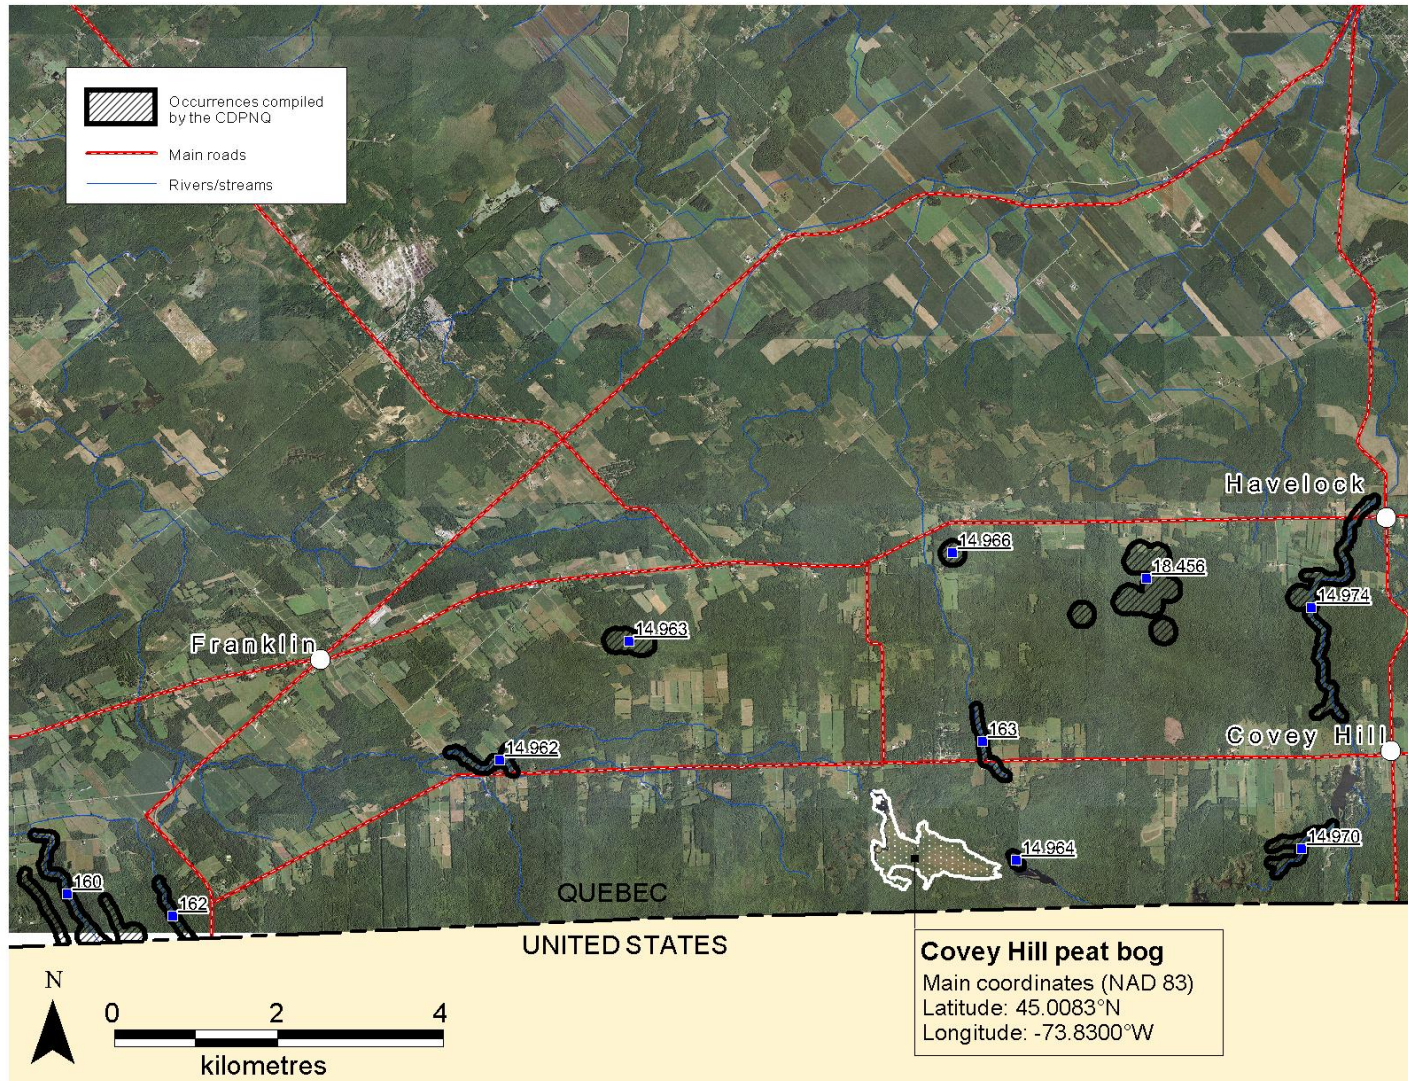 Occurrences compiled
by the CDPNQ
Main roads
Rivers/streams
Havelock
14.966
18.456
14.974
14.963
Franklin
163
Covey Hill
14.962
14.970
14.964
160
162
QUEBEC
UNITED STATES
Covey Hill peat bog
Main coordinates (NAD 83)
Latitude: 45.0083°N
Longitude: -73.8300°W
N
0 2 4
kilometres